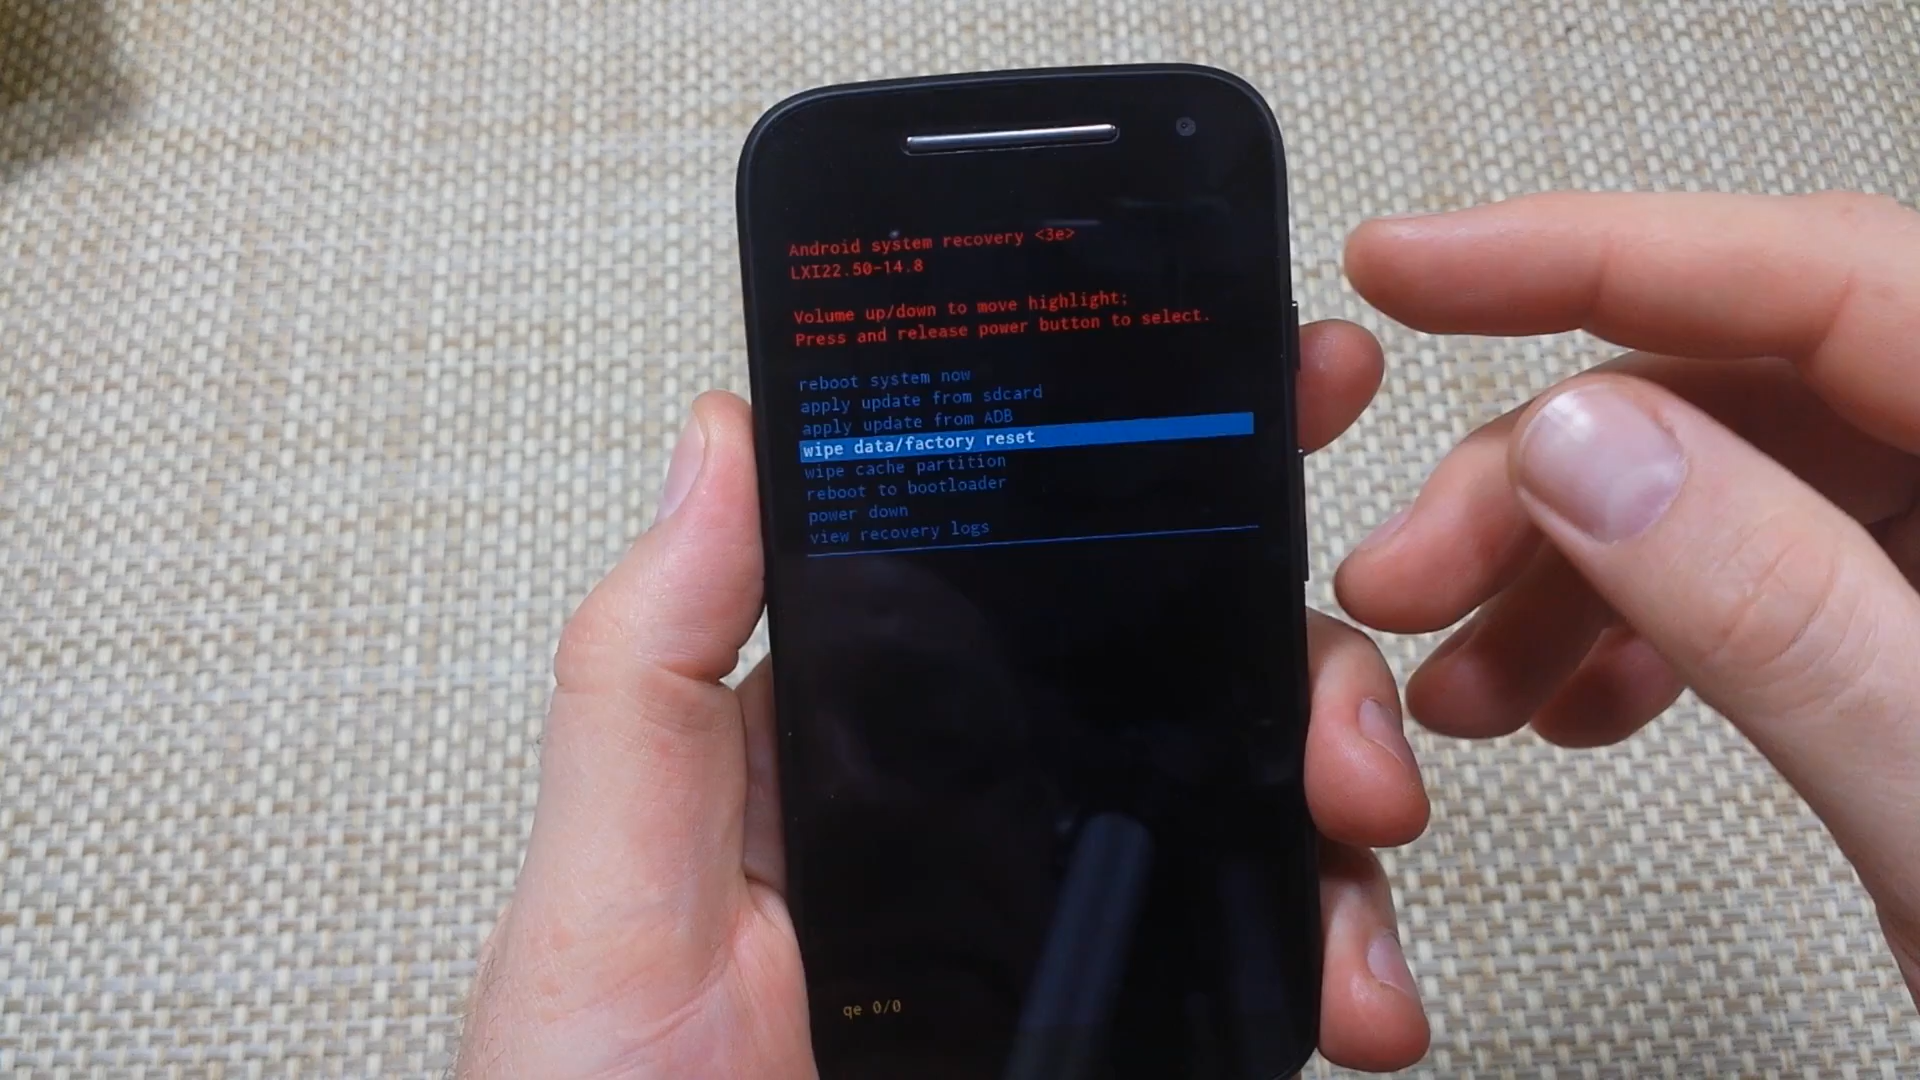 Android system recovery <3e>
LXI22.50-14.8
Volume up/down to move highlight;
Press and release power button to select.
reboot system now
apply update from sdcard
apply update from ADB
wipe data/factory reset
wipe cache partition
reboot to bootloader
power down
view recovery logs
qe 0/0